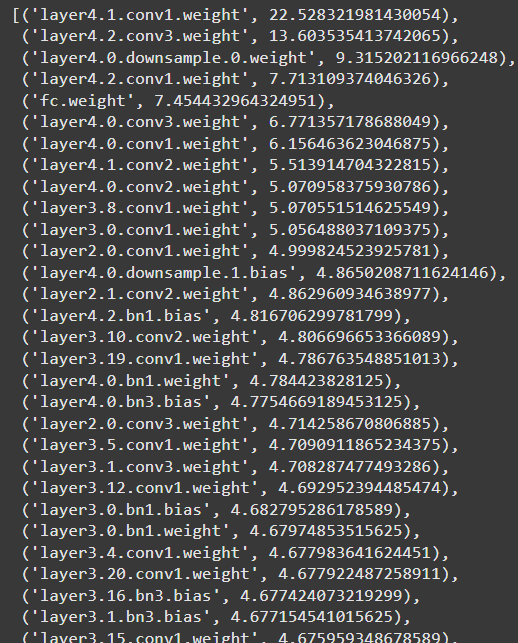 [('layer4.1.conv1.weight', 22.528321981430054),
('layer4.2.conv3.weight', 13.603535413742065),
('layer4.0.downsample.0.weight', 9.315202116966248),
('layer4.2.conv1.weight', 7.713109374046326),
('fc.weight', 7.454432964324951),
('layer4.0.conv3.weight', 6.771357178688049),
('layer4.0.conv1.weight', 6.156463623046875),
('layer4.1.conv2.weight', 5.513914704322815),
('layer4.0.conv2.weight', 5.070958375930786),
('layer3.8.conv1.weight', 5.070551514625549),
('layer3.0.conv1.weight', 5.056488037109375),
('layer2.0.conv1.weight', 4.999824523925781),
('layer4.0.downsample.1.bias', 4.8650208711624146),
('layer2.1.conv2.weight', 4.862960934638977),
('layer4.2.bn1.bias', 4.816706299781799),
('layer3.10.conv2.weight', 4.806696653366089),
('layer3.19.conv1.weight', 4.786763548851013),
('layer4.0.bn1.weight', 4.784423828125),
('layer4.0.bn3.bias', 4.7754669189453125),
('layer2.0.conv3.weight', 4.714258670806885),
('layer3.5.conv1.weight', 4.7090911865234375),
('layer3.1.conv3.weight', 4.708287477493286),
('layer3.12.conv1.weight', 4.692952394485474),
('layer3.0.bn1.bias', 4.682795286178589),
('layer3.0.bn1.weight', 4.67974853515625),
('layer3.4.conv1.weight', 4.677983641624451),
('layer3.20.conv1.weight', 4.677922487258911),
('layer3.16.bn3.bias', 4.677424073219299),
('layer3.1.bn3.bias', 4.677154541015625),
('layer3.15.conv1.weight', 4.675959348678589),